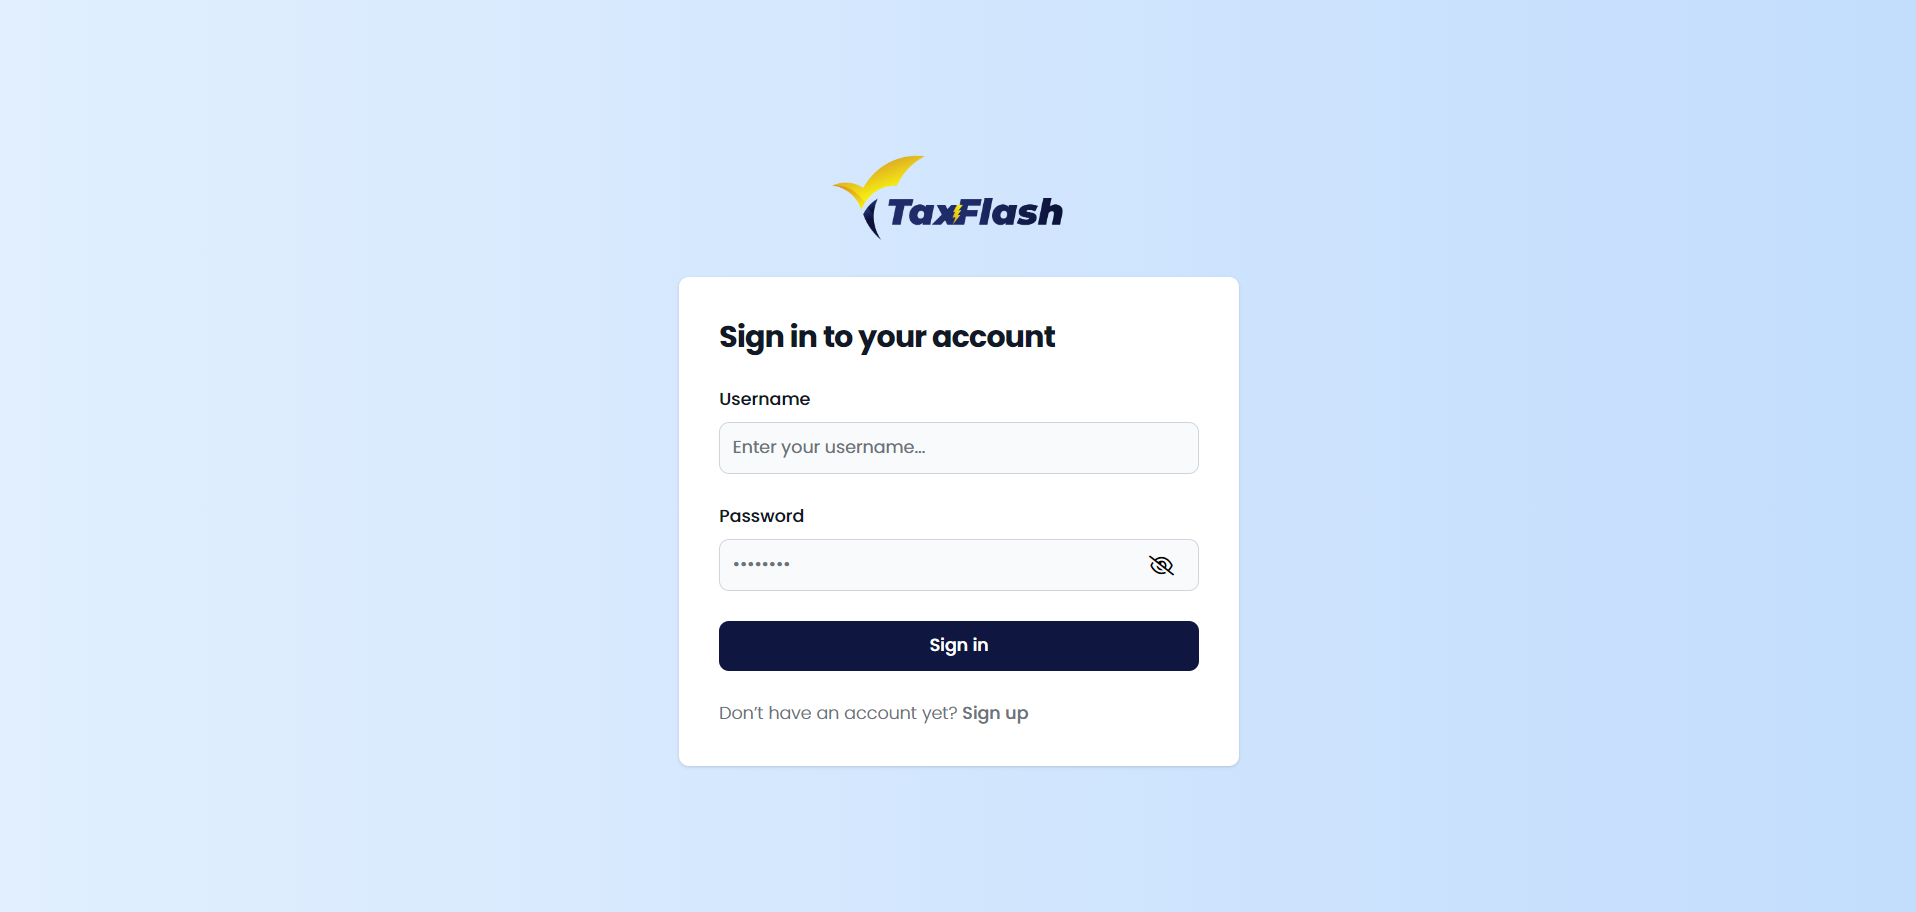 TaxFlash
Sign in to your account
Username
Enter your username...
Password
••••••••
Sign in
Don't have an account yet? Sign up